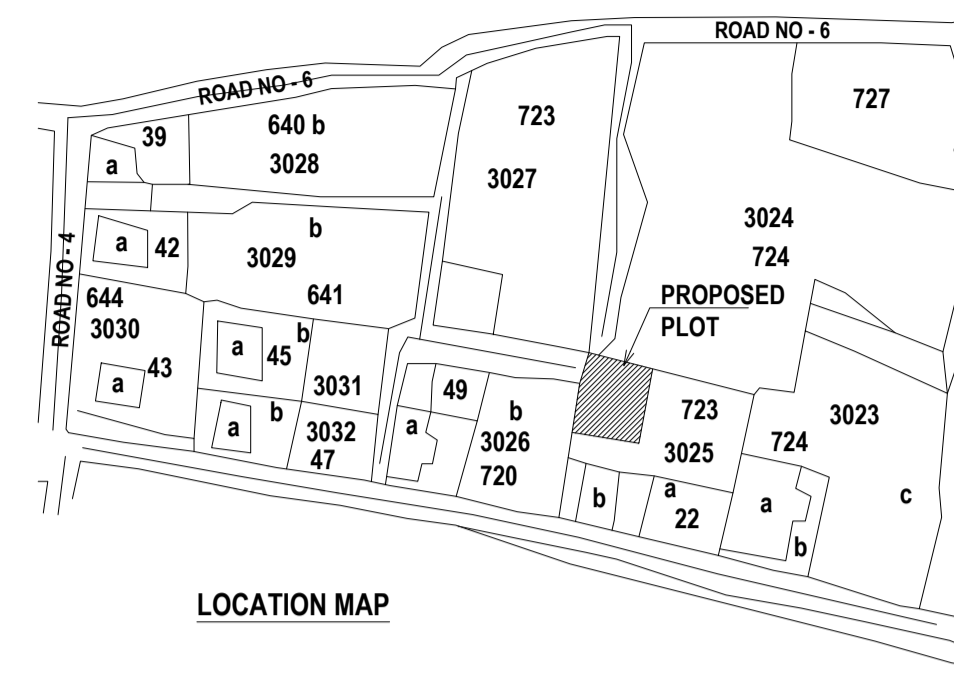 ROAD NO - 6
ROAD NO - 6
727
723
39
640 b
a
3028
3027
3024
b
42
a
3029
724
ROAD NO - 4
644
641
PROPOSED
3030
b
PLOT
a
45
43
a
3031
49
b
723
3023
b
a
a
3032
3026
724
47
720
3025
a
b
22
a
c
b
LOCATION MAP